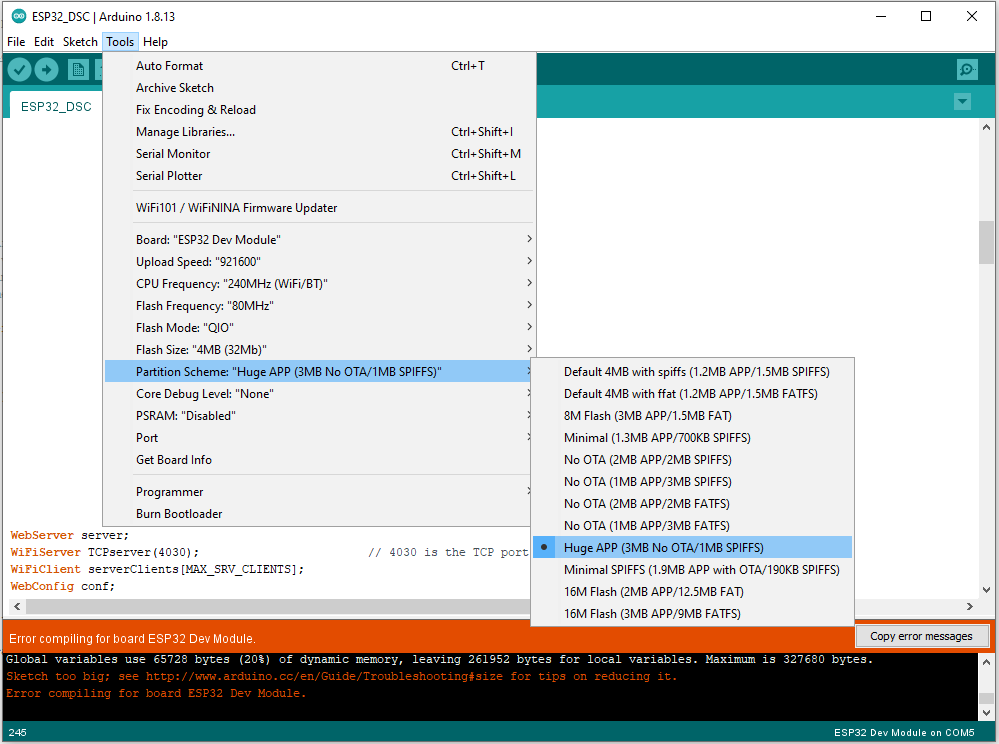 ESP32_DSC | Arduino 1.8.13
File Edit Sketch Tools Help
ESP32_DSC
Auto Format Ctrl+T
Archive Sketch
Fix Encoding & Reload
Manage Libraries... Ctrl+Shift+I
Serial Monitor Ctrl+Shift+M
Serial Plotter Ctrl+Shift+L
WiFi101 / WiFiNINA Firmware Updater
Board: "ESP32 Dev Module"
Upload Speed: "921600"
CPU Frequency: "240MHz (WiFi/BT)"
Flash Frequency: "80MHz"
Flash Mode: "QIO"
Flash Size: "4MB (32Mb)"
Partition Scheme: "Huge APP (3MB No OTA/1MB SPIFFS)"
Core Debug Level: "None"
PSRAM: "Disabled"
Port
Get Board Info
Programmer
Burn Bootloader
Default 4MB with spiffs (1.2MB APP/1.5MB SPIFFS)
Default 4MB with ffat (1.2MB APP/1.5MB FATFS)
8M Flash (3MB APP/1.5MB FAT)
Minimal (1.3MB APP/700KB SPIFFS)
No OTA (2MB APP/2MB SPIFFS)
No OTA (1MB APP/3MB SPIFFS)
No OTA (2MB APP/2MB FATFS)
No OTA (1MB APP/3MB FATFS)
Huge APP (3MB No OTA/1MB SPIFFS)
Minimal SPIFFS (1.9MB APP with OTA/190KB SPIFFS)
16M Flash (2MB APP/12.5MB FAT)
16M Flash (3MB APP/9MB FATFS)
WebServer server;
WiFiServer TCPserver(4030); // 4030 is the TCP port
WiFiClient serverClients[MAX_SRV_CLIENTS];
WebConfig conf;
Error compiling for board ESP32 Dev Module.
Copy error messages
Global variables use 65728 bytes (20%) of dynamic memory, leaving 261952 bytes for local variables. Maximum is 327680 bytes.
Sketch too big; see http://www.arduino.cc/en/Guide/Troubleshooting#size for tips on reducing it.
Error compiling for board ESP32 Dev Module.
245 ESP32 Dev Module on COM5